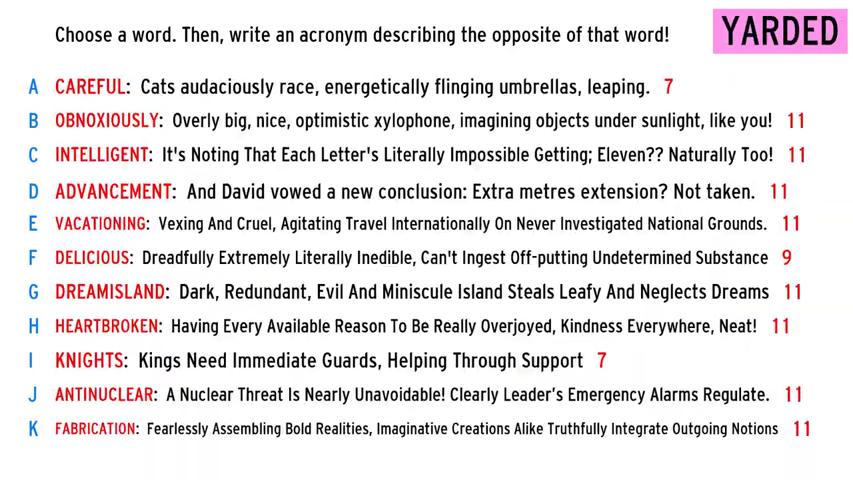 Choose a word. Then, write an acronym describing the opposite of that word!
YARDED
A CAREFUL: Cats audaciously race, energetically flinging umbrellas, leaping. 7
B OBNOXIOUSLY: Overly big, nice, optimistic xylophone, imagining objects under sunlight, like you! 11
C INTELLIGENT: It's Noting That Each Letter's Literally Impossible Getting; Eleven?? Naturally Too! 11
D ADVANCEMENT: And David vowed a new conclusion: Extra metres extension? Not taken. 11
E VACATIONING: Vexing And Cruel, Agitating Travel Internationally On Never Investigated National Grounds. 11
F DELICIOUS: Dreadfully Extremely Literally Inedible, Can't Ingest Off-putting Undetermined Substance 9
G DREAMISLAND: Dark, Redundant, Evil And Miniscule Island Steals Leafy And Neglects Dreams 11
H HEARTBROKEN: Having Every Available Reason To Be Really Overjoyed, Kindness Everywhere, Neat! 11
I KNIGHTS: Kings Need Immediate Guards, Helping Through Support 7
J ANTINUCLEAR: A Nuclear Threat Is Nearly Unavoidable! Clearly Leader's Emergency Alarms Regulate. 11
K FABRICATION: Fearlessly Assembling Bold Realities, Imaginative Creations Alike Truthfully Integrate Outgoing Notions 11